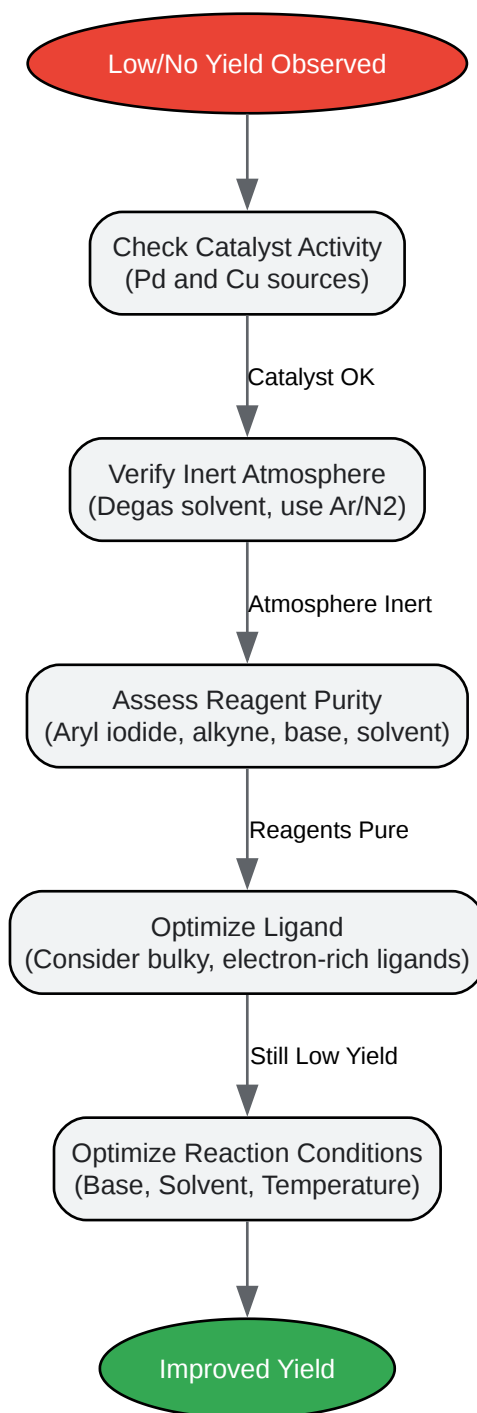 Low/No Yield Observed
Check Catalyst Activity
(Pd and Cu sources)
Catalyst OK
Verify Inert Atmosphere
(Degas solvent, use Ar/N2)
Atmosphere Inert
Assess Reagent Purity
(Aryl iodide, alkyne, base, solvent)
Reagents Pure
Optimize Ligand
(Consider bulky, electron-rich ligands)
Still Low Yield
Optimize Reaction Conditions
(Base, Solvent, Temperature)
Improved Yield